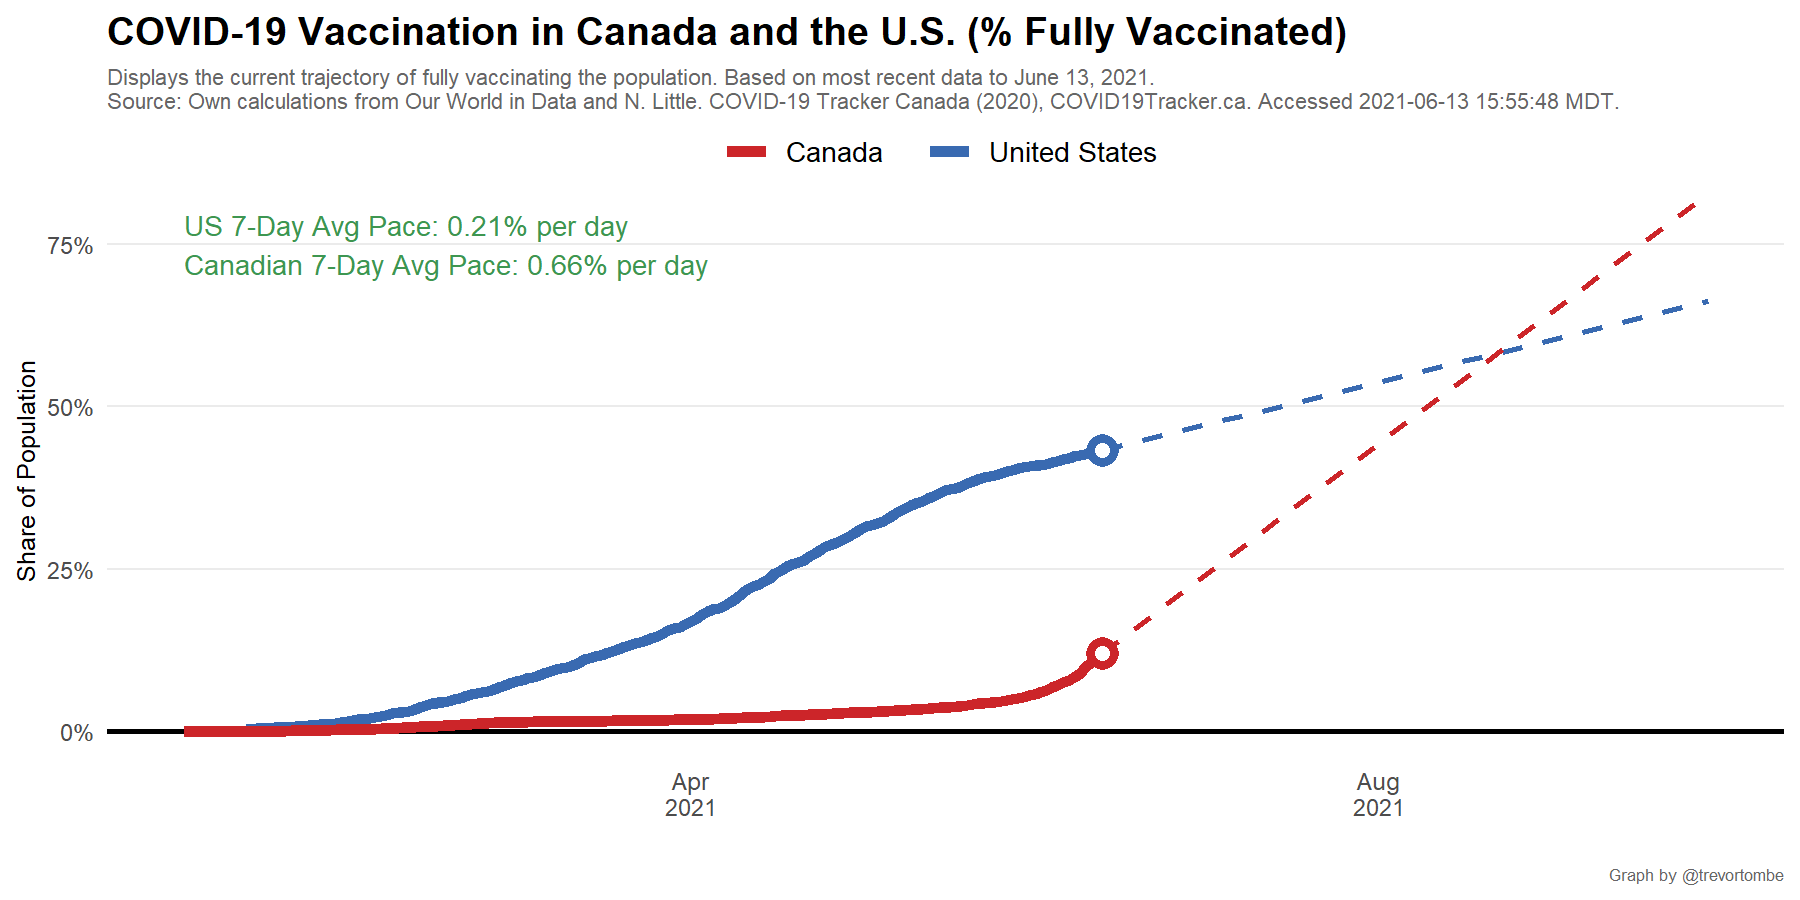 COVID-19 Vaccination in Canada and the U.S. (% Fully Vaccinated)
Displays the current trajectory of fully vaccinating the population. Based on most recent data to June 13, 2021.
Source: Own calculations from Our World in Data and N. Little. COVID-19 Tracker Canada (2020), COVID19Tracker.ca. Accessed 2021-06-13 15:55:48 MDT.
Canada
United States
US 7-Day Avg Pace: 0.21% per day
Canadian 7-Day Avg Pace: 0.66% per day
Share of Population
75%
50%
25%
0%
Apr
2021
Aug
2021
Graph by @trevortombe